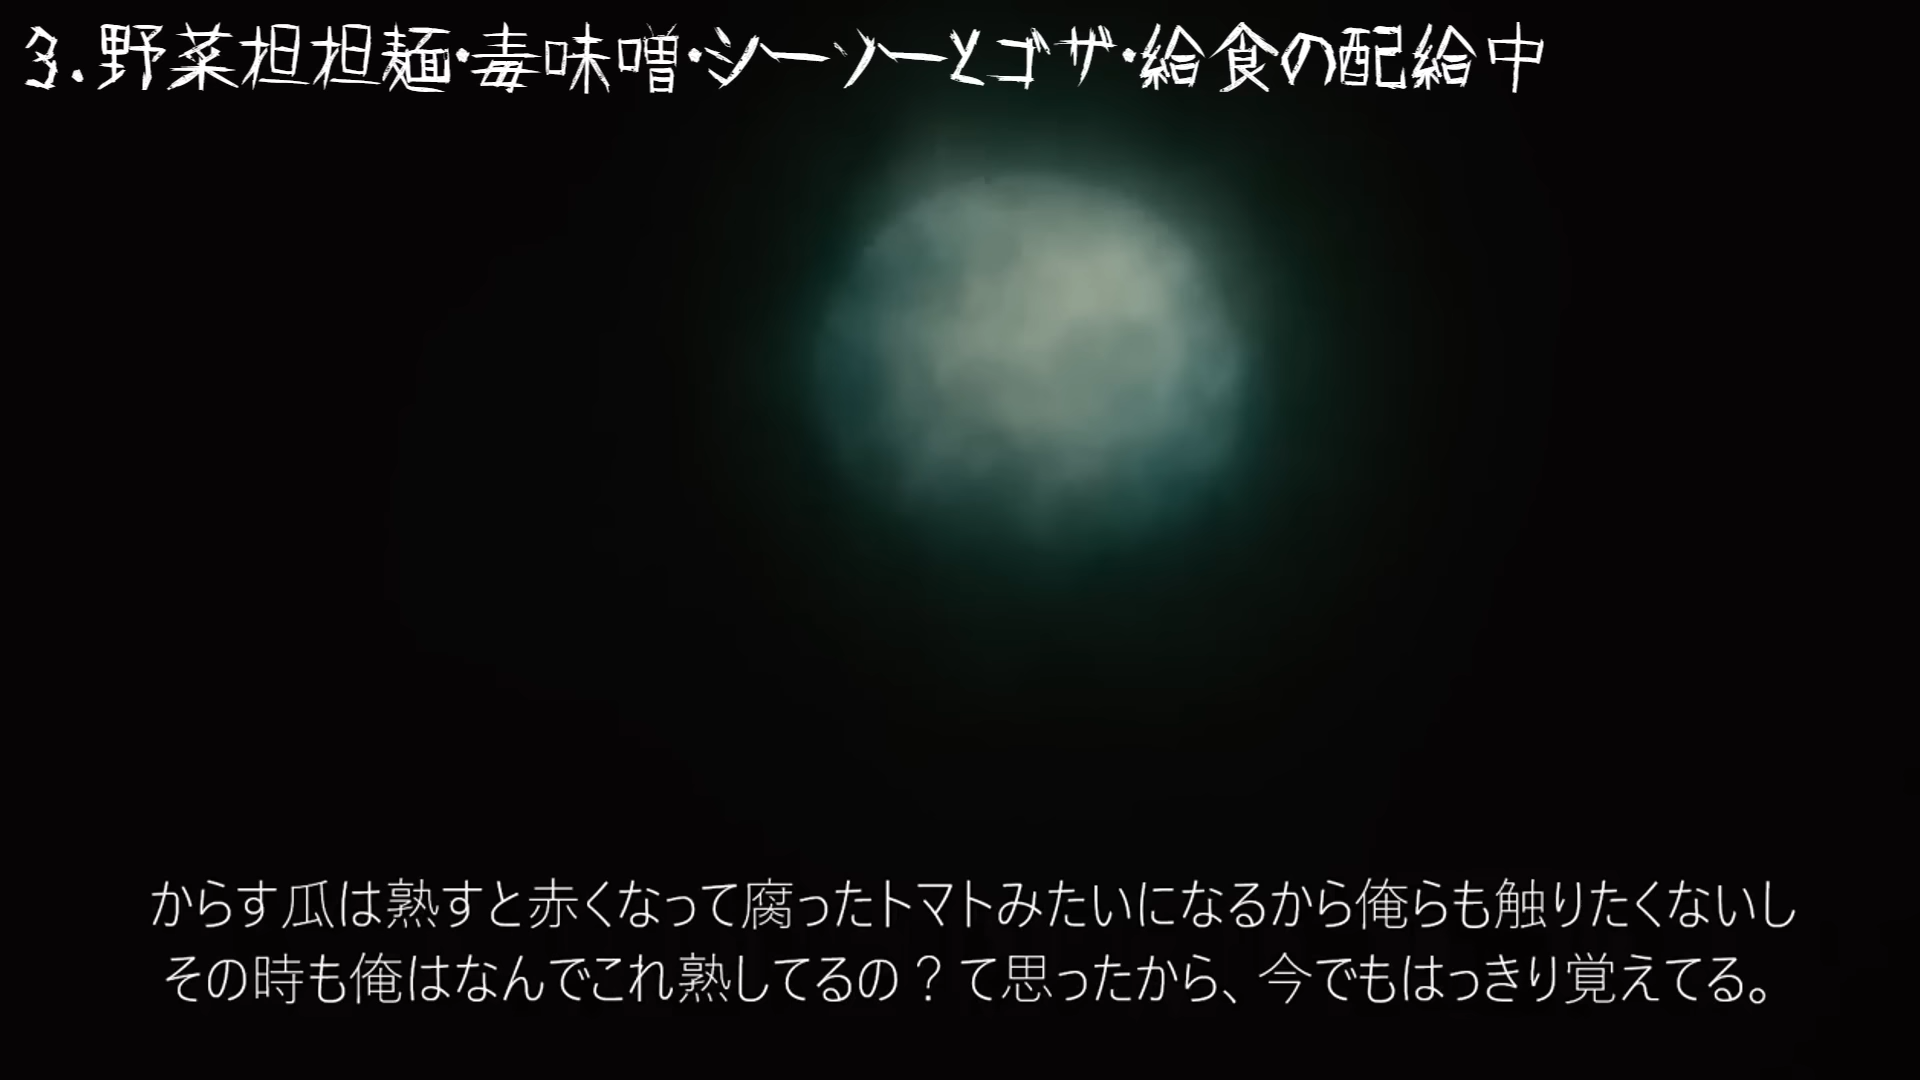 3.野菜担担麺・毒味噌・シーソーとゴザ・給食の配給中
からす瓜は熟すと赤くなって腐ったトマトみたいになるから俺らも触りたくないし
その時も俺はなんでこれ熟してるの？て思ったから、今でもはっきり覚えてる。